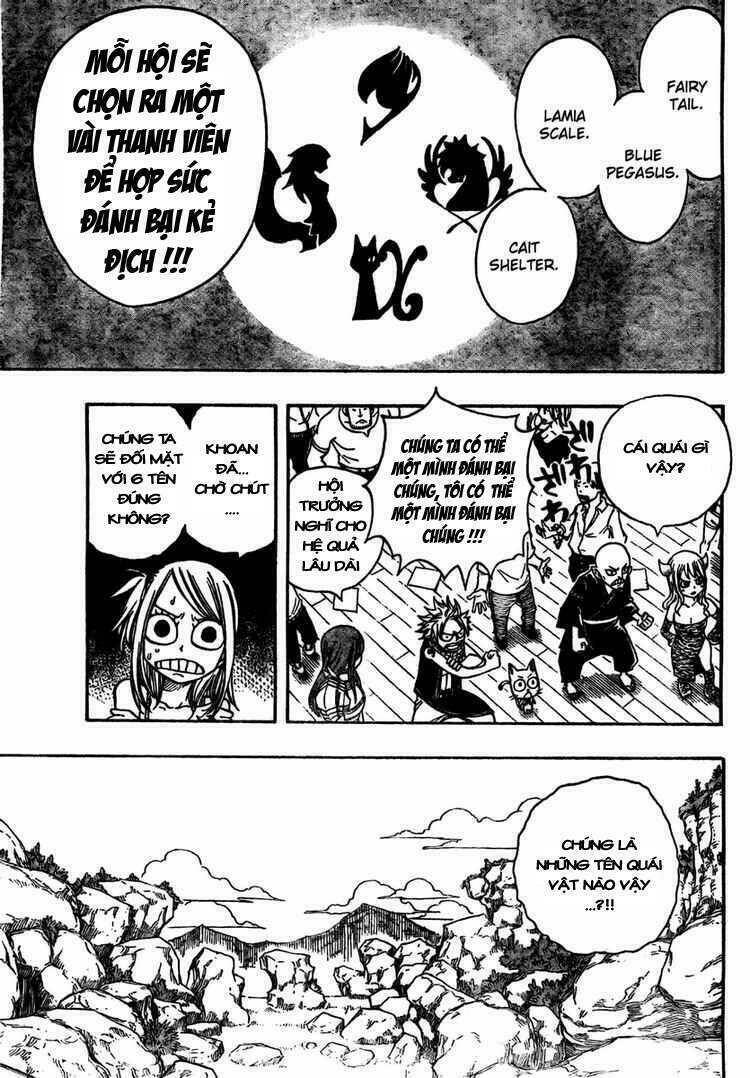 FAIRY
TAIL.
BLUE
PEGASUS.
LAMIA
SCALE.
CAIT
SHELTER.
MỖI HỘI SẼ
CHỌN RA MỘT
VÀI THANH VIÊN
ĐỂ HỢP SỨC
ĐÁNH BẠI KẺ
ĐỊCH !!!
CÁI QUÁI GÌ
VẬY?
CHÚNG TA CÓ THỂ
MỘT MÌNH ĐÁNH BẠI
CHÚNG, TÔI CÓ THỂ
MỘT MÌNH ĐÁNH BẠI
CHÚNG !!!
HỘI
TRƯỞNG
NGHĨ CHO
HỆ QUẢ
LÂU DÀI
KHOAN
ĐÃ...
CHỜ CHÚT
....
CHÚNG TA
SẼ ĐỐI MẶT
VỚI 6 TÊN
ĐÚNG
KHÔNG?
CHÚNG LÀ
NHỮNG TÊN QUÁI
VẬT NÀO VẬY
...?!!